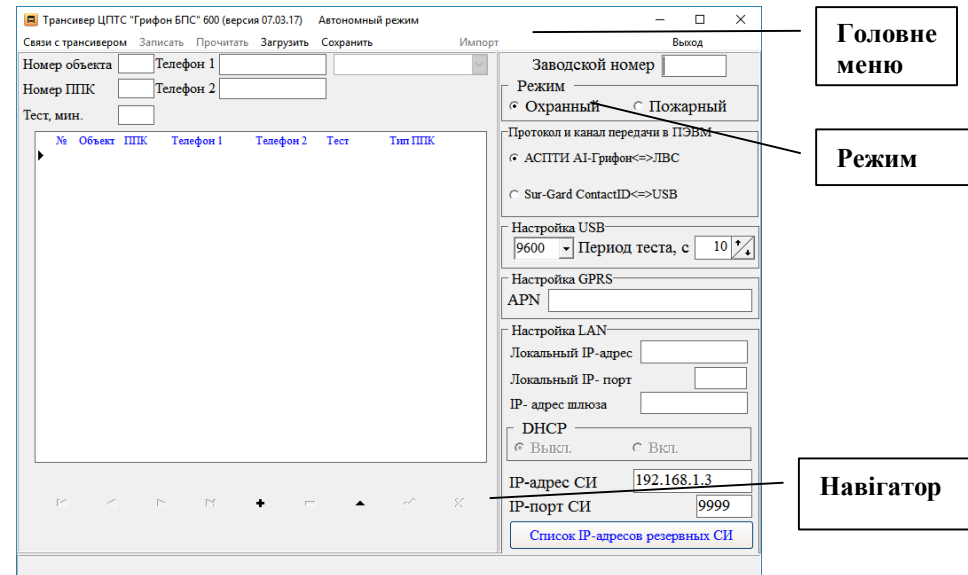 Трансивер ЦПТС "Грифон БПС" 600 (версия 07.03.17) Автономный режим
Связи с трансивером Записать Прочитать Загрузить Сохранить Импорт Выход
Головне меню
Номер объекта Телефон 1
Номер ППК Телефон 2
Тест, мин.
№ Объект ППК Телефон 1 Телефон 2 Тест Тип ППК
Заводской номер
Режим
Охранный Пожарный
Режим
Протокол и канал передачи в ПЭВМ
АСПТИ AI-Грифон<=>ЛВС
Sur-Gard ContactID<=>USB
Настройка USB
9600 Период теста, с 10
Настройка GPRS
APN
Настройка LAN
Локальный IP-адрес
Локальный IP- порт
IP- адрес шлюза
DHCP
Выкл. Вкл.
IP-адрес СИ 192.168.1.3
IP-порт СИ 9999
Список IP-адресов резервных СИ
Навігатор